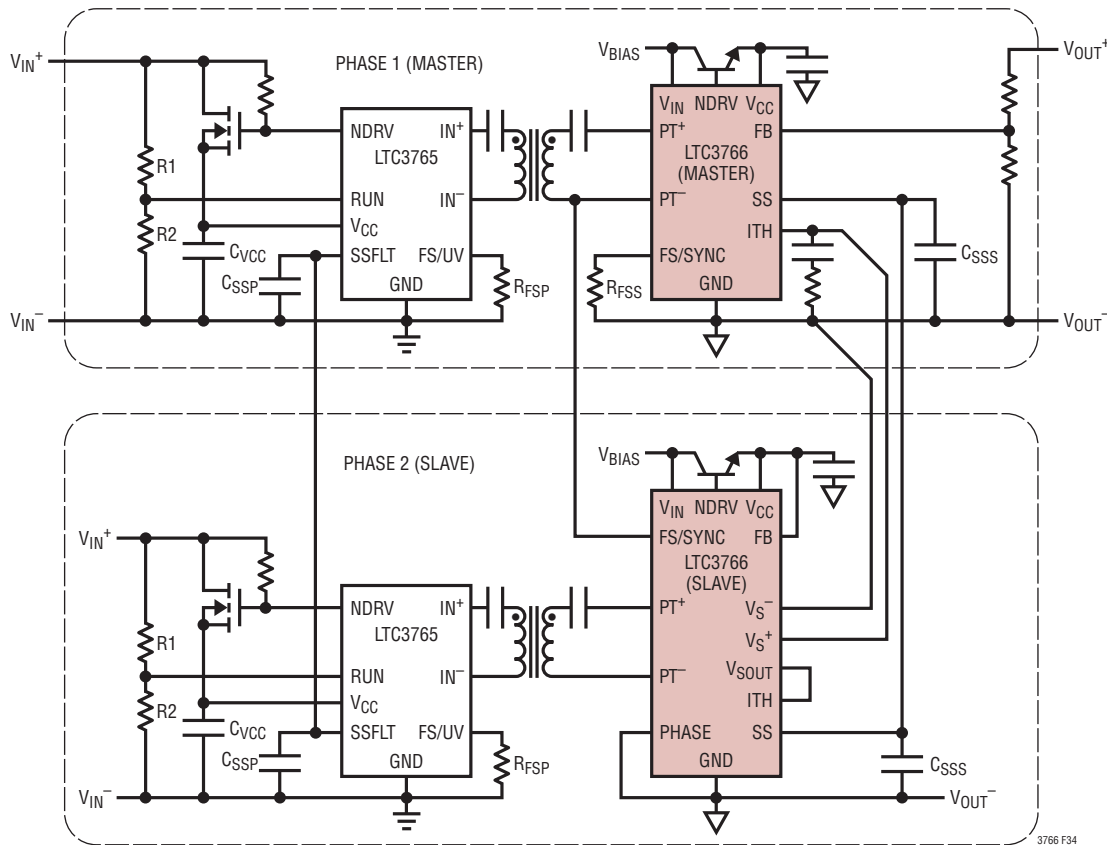 V_IN+
PHASE 1 (MASTER)
V_BIAS
V_OUT+
V_IN NDRV V_CC
NDRV IN+
PT+ FB
LTC3765
LTC3766
(MASTER)
R1
RUN IN−
PT− SS
R2
V_CC
ITH
C_VCC
SSFLT FS/UV
FS/SYNC
C_SSS
C_SSP
GND
R_FSP
R_FSS
GND
V_IN−
V_OUT−
PHASE 2 (SLAVE)
V_BIAS
V_IN NDRV V_CC
V_IN+
FS/SYNC FB
LTC3766
(SLAVE)
NDRV IN+
PT+ V_S−
LTC3765
R1
V_S+
RUN IN−
PT− V_SOUT
R2
V_CC
ITH
C_VCC
SSFLT FS/UV
PHASE SS
C_SSP
GND
R_FSP
GND
C_SSS
V_IN−
V_OUT−
3766 F34